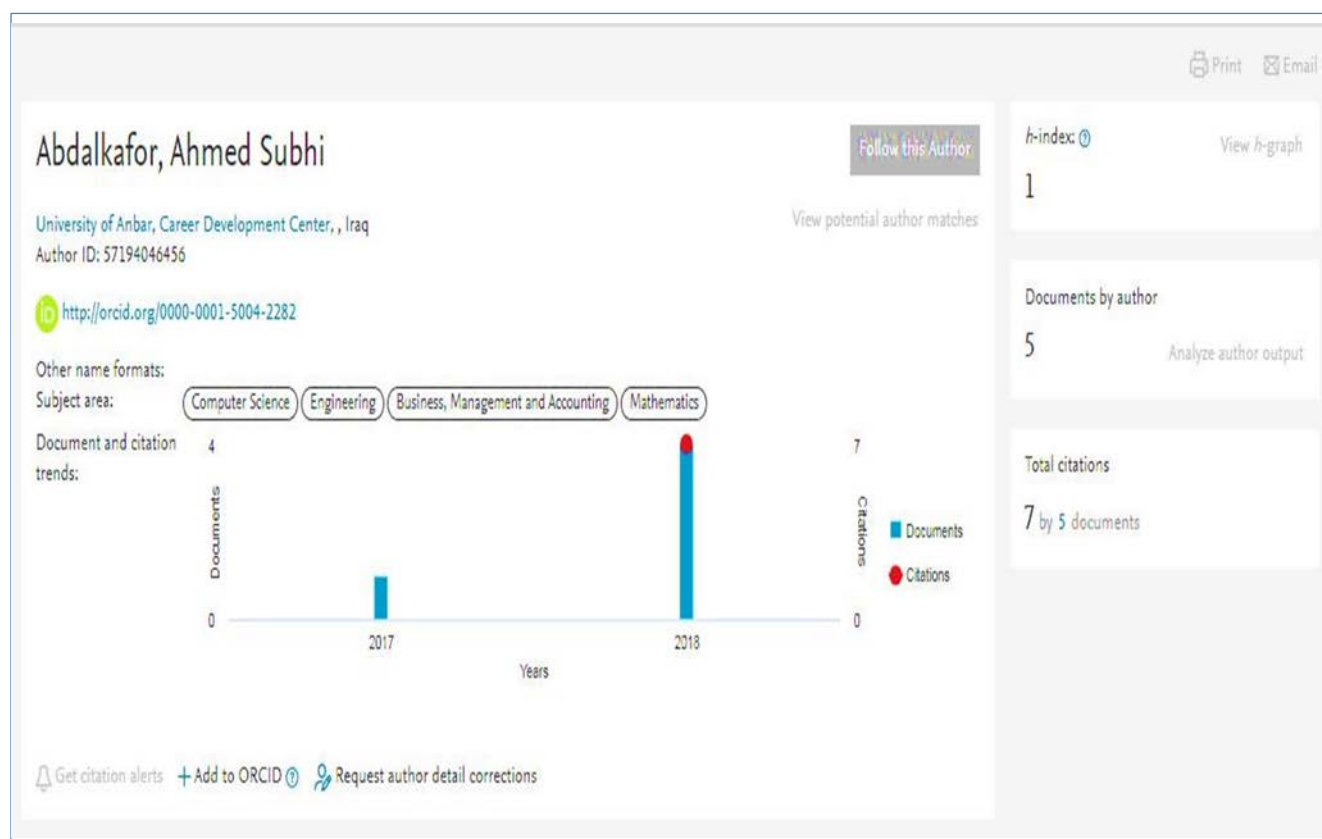 Print Email
Abdalkafor, Ahmed Subhi
Follow this Author
University of Anbar, Career Development Center, , Iraq
View potential author matches
Author ID: 57194046456
iD http://orcid.org/0000-0001-5004-2282
Other name formats:
Subject area: Computer Science Engineering Business, Management and Accounting Mathematics
Document and citation
trends:
4
7
Documents
Citations
Documents
Citations
0
0
2017 2018
Years
Get citation alerts +Add to ORCID ? Request author detail corrections
h-index: ? View h-graph
1
Documents by author
5 Analyze author output
Total citations
7 by 5 documents